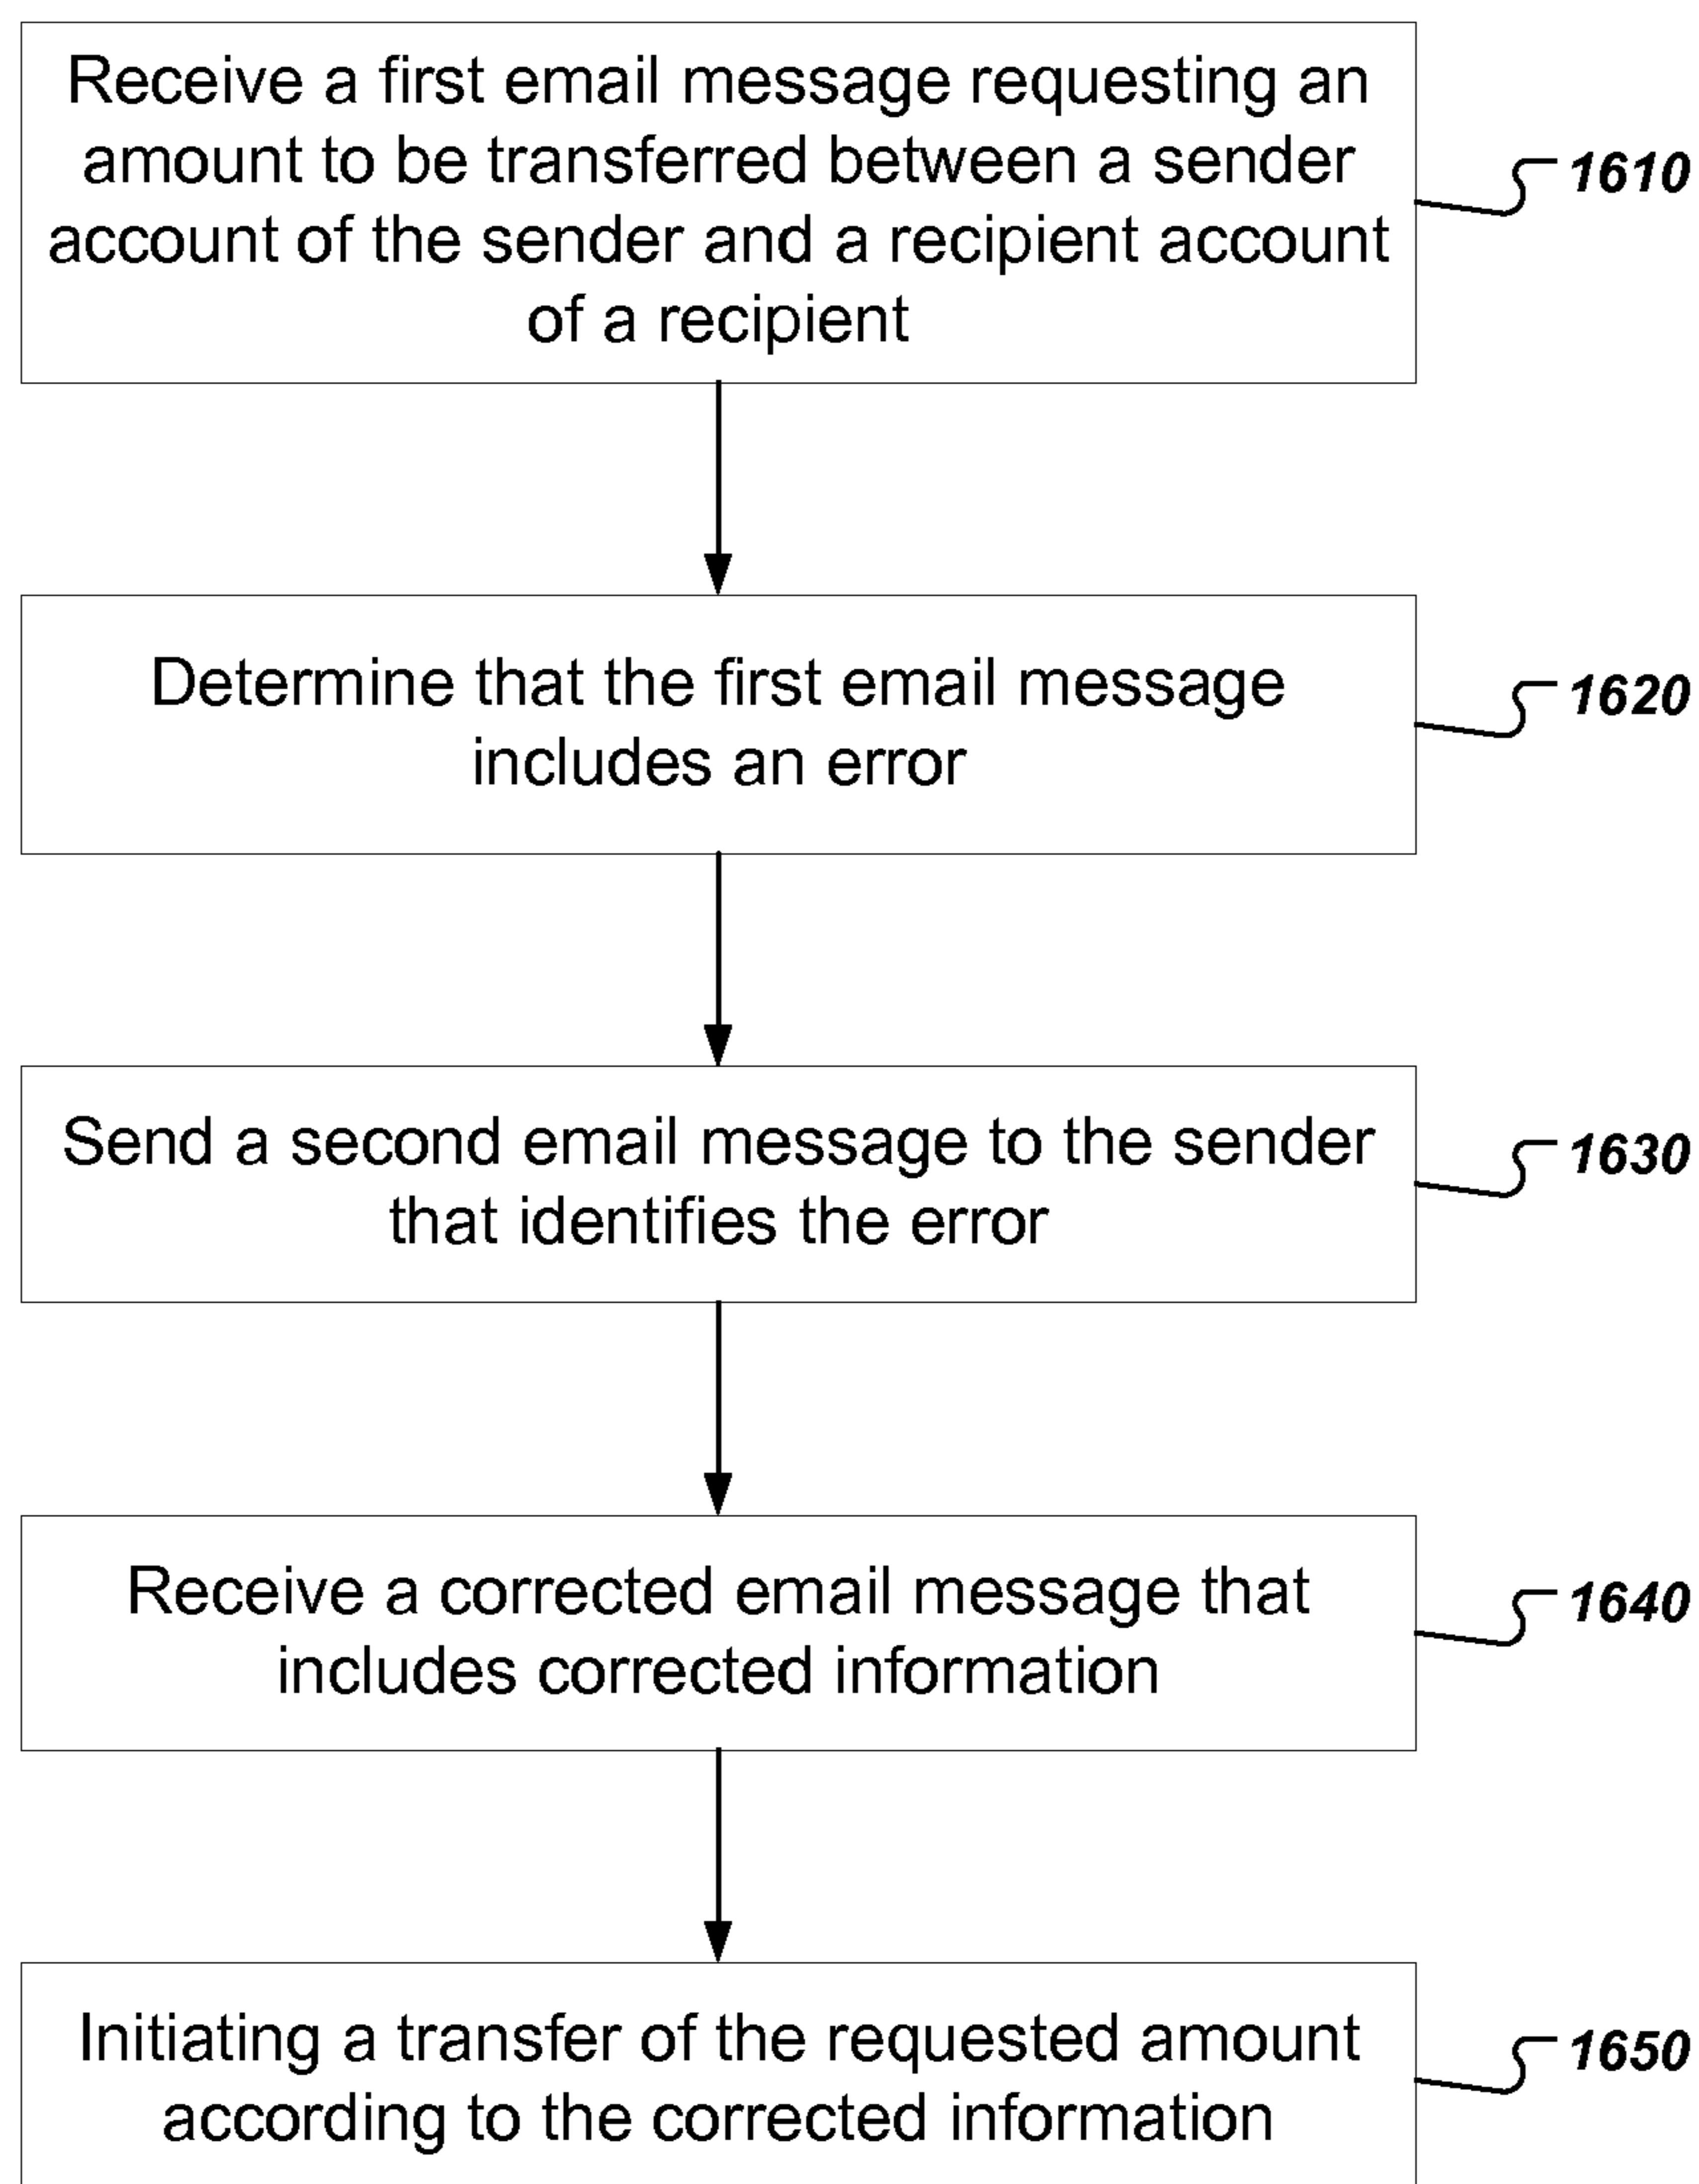 Receive a first email message requesting an
amount to be transferred between a sender
account of the sender and a recipient account
of a recipient
1610
Determine that the first email message
includes an error
1620
Send a second email message to the sender
that identifies the error
1630
Receive a corrected email message that
includes corrected information
1640
Initiating a transfer of the requested amount
according to the corrected information
1650